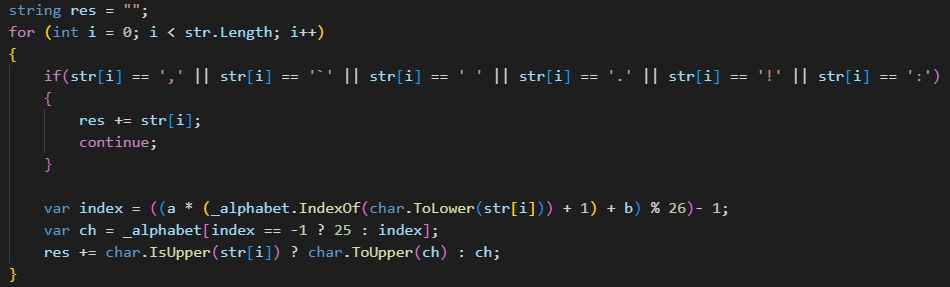 string res = "";
for (int i = 0; i < str.Length; i++)
{
if(str[i] == ',' || str[i] == '`' || str[i] == ' ' || str[i] == '.' || str[i] == '!' || str[i] == ':')
{
res += str[i];
continue;
}
var index = ((a * (_alphabet.IndexOf(char.ToLower(str[i])) + 1) + b) % 26)- 1;
var ch = _alphabet[index == -1 ? 25 : index];
res += char.IsUpper(str[i]) ? char.ToUpper(ch) : ch;
}